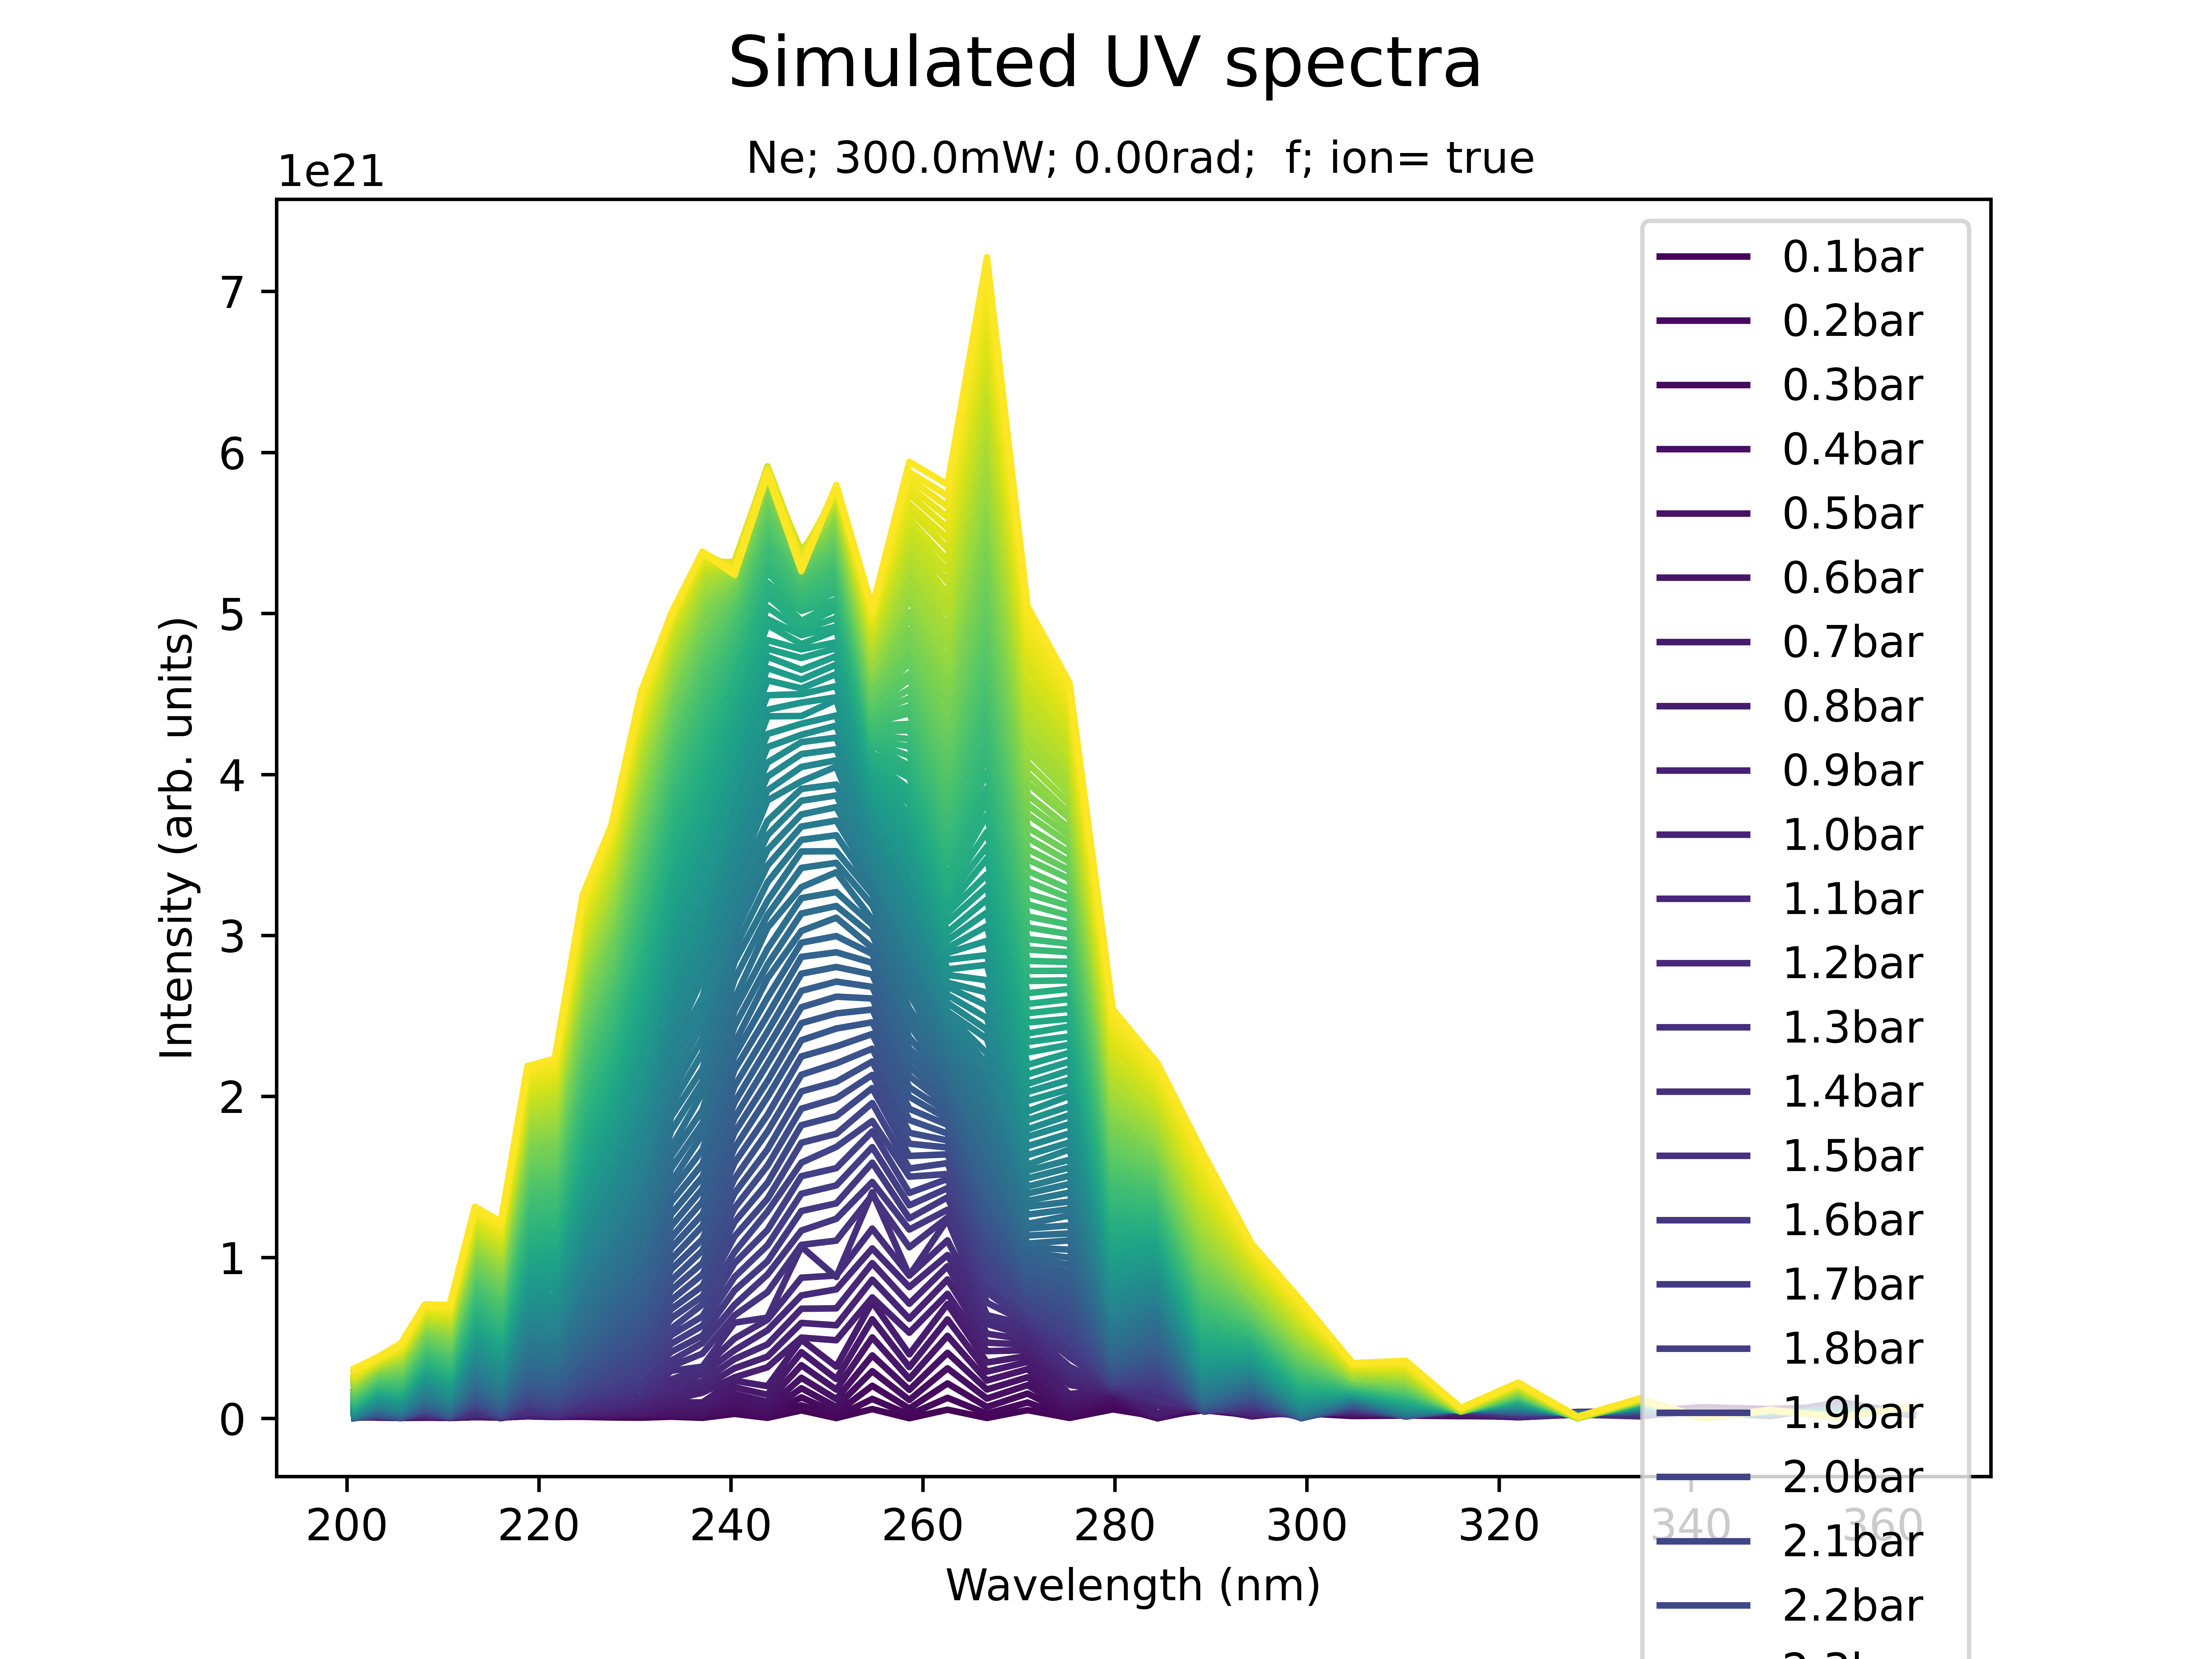 Simulated UV spectra
Ne; 300.0mW; 0.00rad;  f; ion= true
1e21
7
6
5
4
3
2
1
0
Intensity (arb. units)
200 220 240 260 280 300 320 340 360
Wavelength (nm)
0.1bar
0.2bar
0.3bar
0.4bar
0.5bar
0.6bar
0.7bar
0.8bar
0.9bar
1.0bar
1.1bar
1.2bar
1.3bar
1.4bar
1.5bar
1.6bar
1.7bar
1.8bar
1.9bar
2.0bar
2.1bar
2.2bar